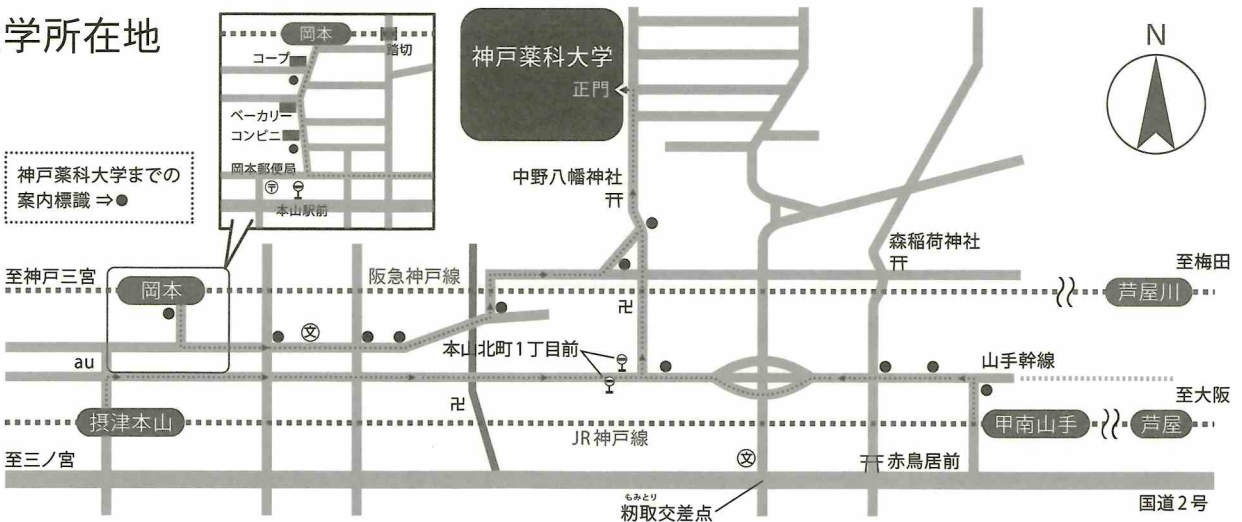 学所在地
岡本
踏切
コープ
ベーカリー
コンビニ
岡本郵便局
〒
本山駅前
神戸薬科大学
正門
N
神戸薬科大学までの
案内標識 ⇒●
中野八幡神社
森稲荷神社
至神戸三宮
岡本
阪急神戸線
至梅田
芦屋川
卍
文
au
本山北町1丁目前
山手幹線
卍
至大阪
摂津本山
JR神戸線
甲南山手
芦屋
至三ノ宮
文
赤鳥居前
国道2号
もみとり
籾取交差点